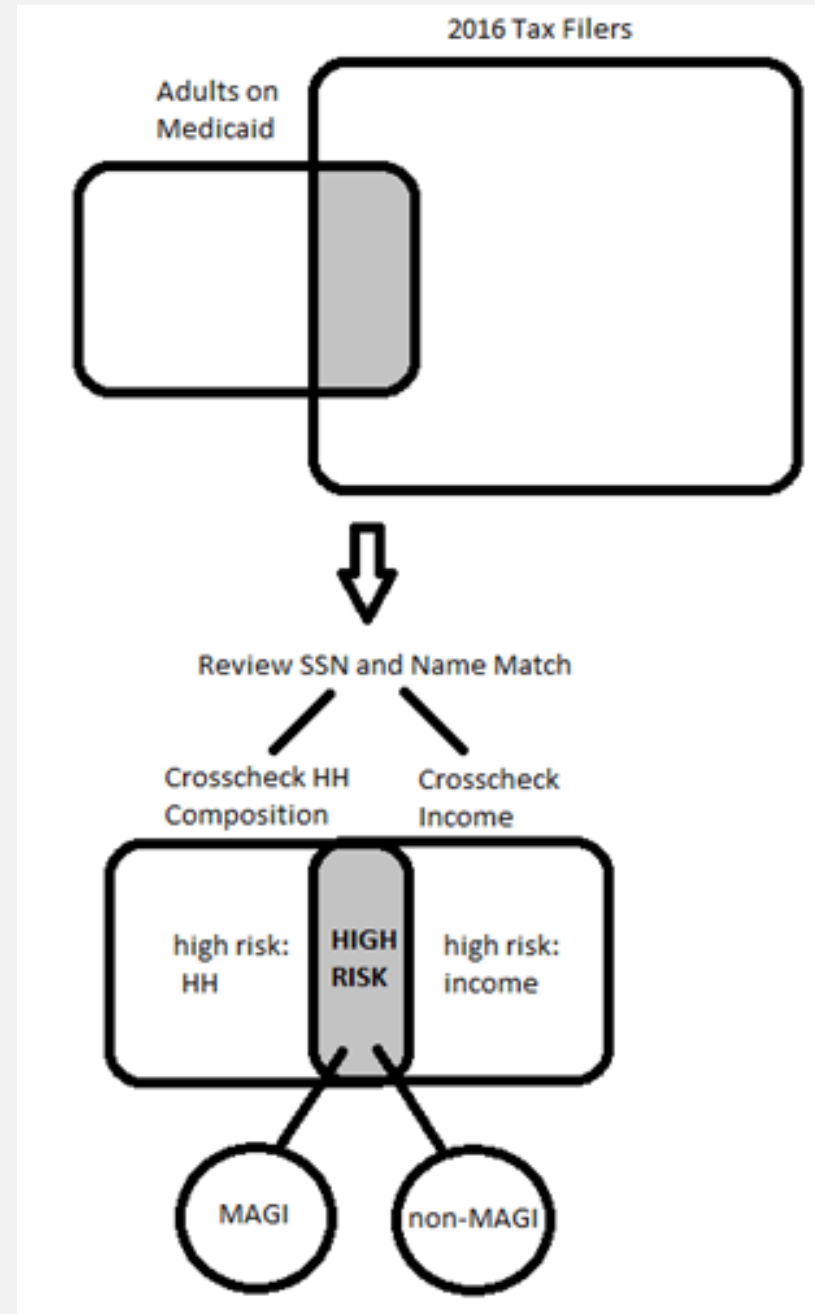 2016 Tax Filers
Adults on
Medicaid
Review SSN and Name Match
Crosscheck HH
Composition
Crosscheck
Income
high risk:
HH
HIGH
RISK
high risk:
income
MAGI
non-MAGI